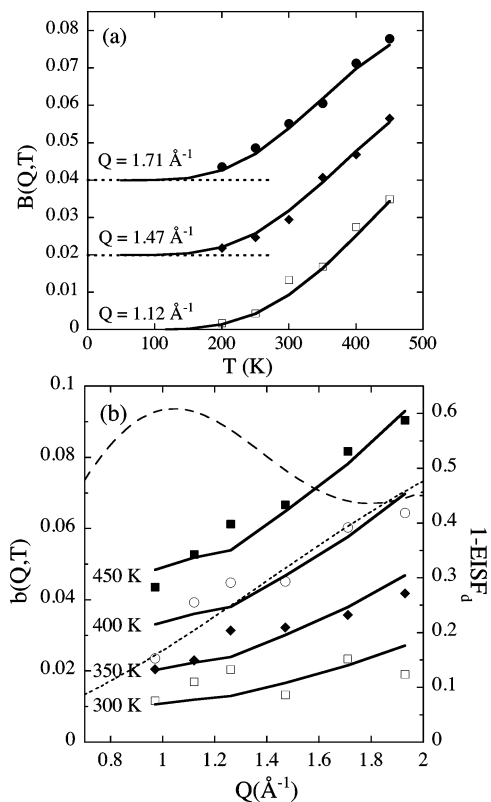 (a)
0.08
0.07
0.06
0.05
0.04
0.03
0.02
0.01
0
B(Q,T)
Q = 1.71 Å⁻¹
Q = 1.47 Å⁻¹
Q = 1.12 Å⁻¹
0 100 200 300 400 500
T (K)
(b)
0.1
0.08
0.06
0.04
0.02
0
b(Q,T)
450 K
400 K
350 K
300 K
0.6
0.5
0.4
0.3
0.2
0.1
0
1-EISF_d
0.8 1 1.2 1.4 1.6 1.8 2
Q(Å⁻¹)